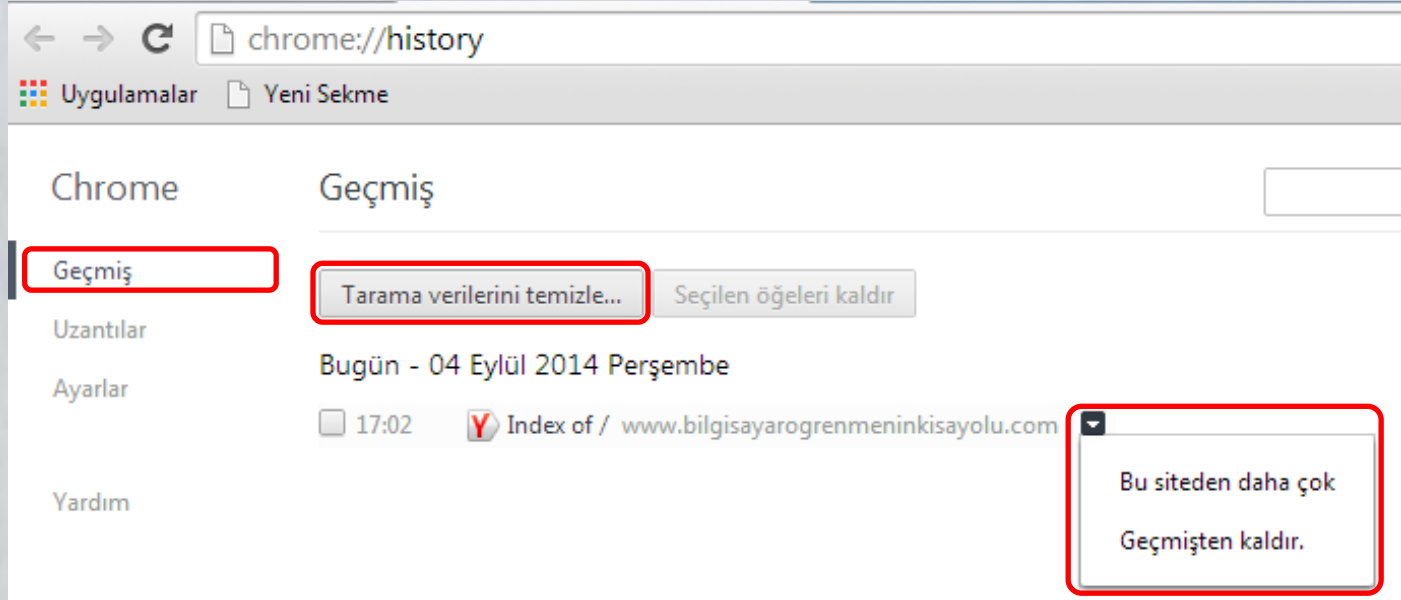 chrome://history
Uygulamalar Yeni Sekme
Chrome
Geçmiş
Geçmiş
Uzantılar
Ayarlar
Yardım
Tarama verilerini temizle... Seçilen öğeleri kaldır
Bugün - 04 Eylül 2014 Perşembe
17:02 Y Index of / www.bilgisayarogrenmeninkisayolu.com
Bu siteden daha çok
Geçmişten kaldır.